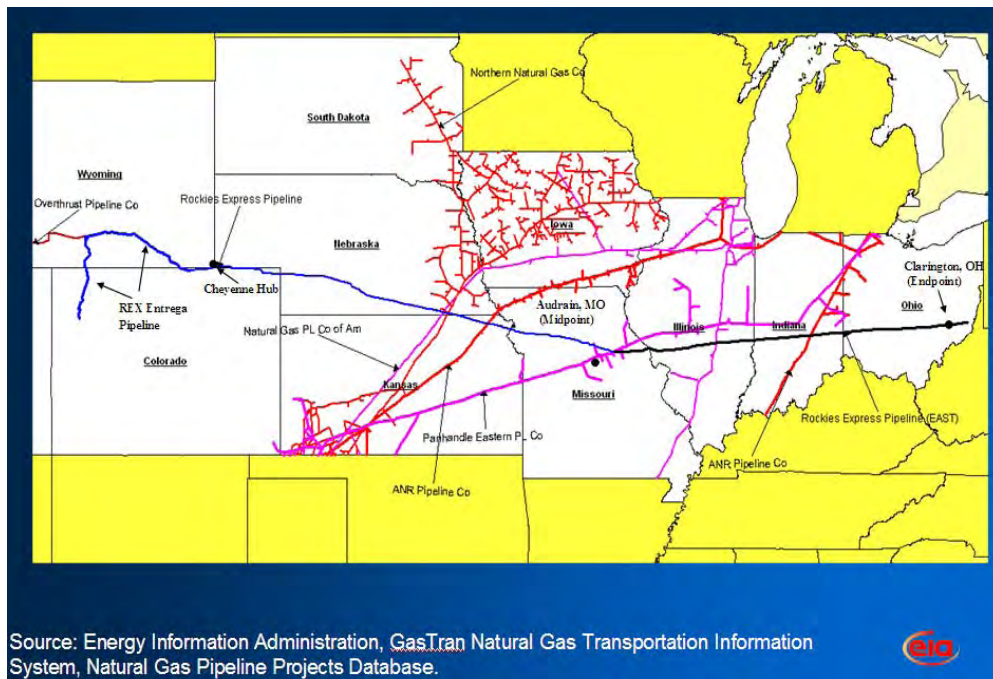 Northern Natural Gas Co
South Dakota
Wyoming
Overthrust Pipeline Co
Rockies Express Pipeline
Iowa
Nebraska
Clarington, OH
(Endpoint)
Cheyenne Hub
Ohio
REX Entrega
Pipeline
Audrain, MO
(Midpoint)
Natural Gas PL Co of Am
Illinois
Indiana
Colorado
Kansas
Missouri
Rockies Express Pipeline (EAST)
Panhandle Eastern PL Co
ANR Pipeline Co
ANR Pipeline Co
Source: Energy Information Administration, GasTran Natural Gas Transportation Information
System, Natural Gas Pipeline Projects Database.
eia